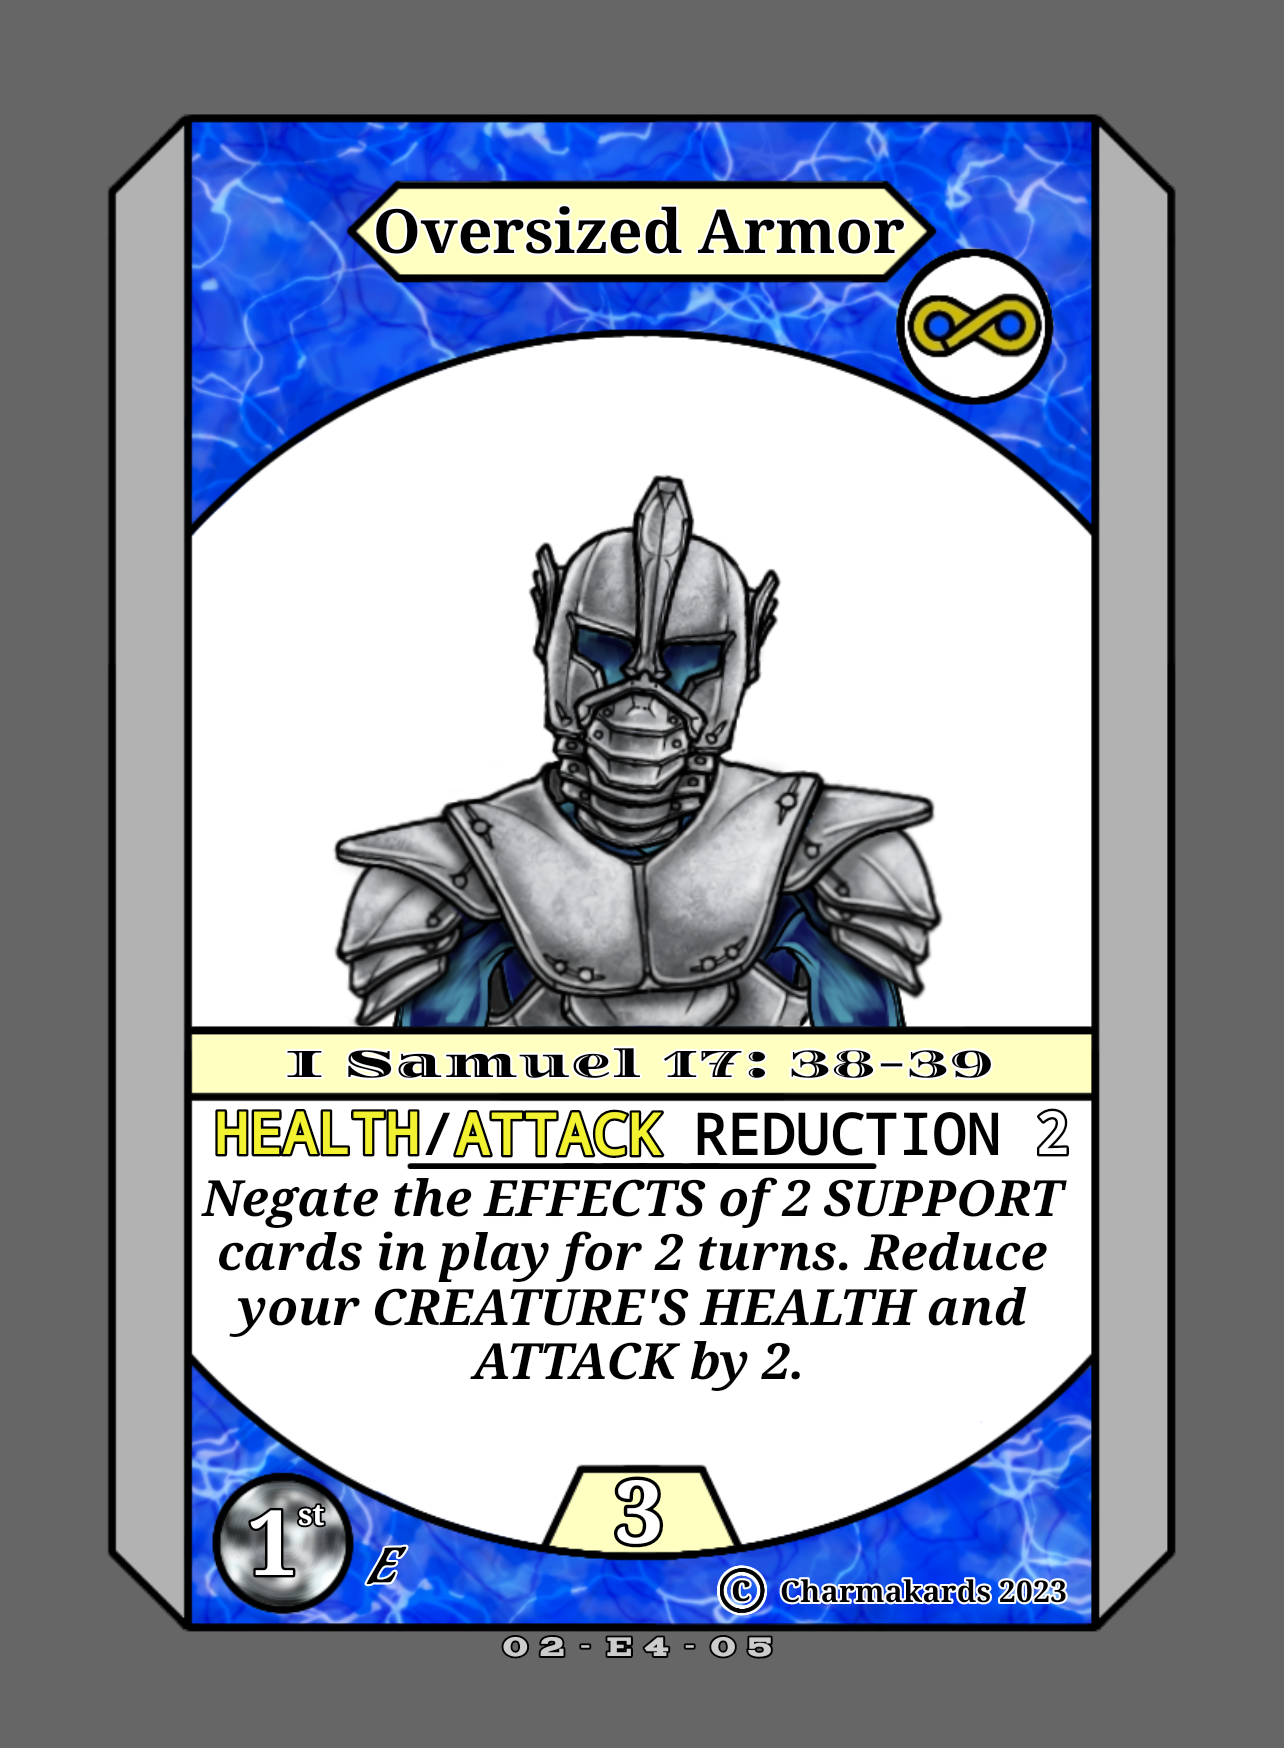 Oversized Armor
I Samuel 17: 38-39
HEALTH/ATTACK REDUCTION 2
Negate the EFFECTS of 2 SUPPORT
cards in play for 2 turns. Reduce
your CREATURE'S HEALTH and
ATTACK by 2.
3
1st
E
© Charmakards 2023
02-E4-05